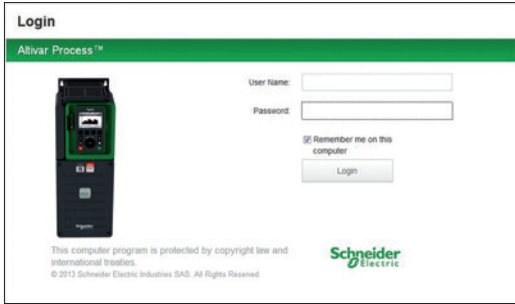 Login
Altivar Process™
User Name:
Password:
Remember me on this
computer
Login
This computer program is protected by copyright law and
international treaties.
© 2013 Schneider Electric Industries SAS. All Rights Reserved.
Schneider
Electric